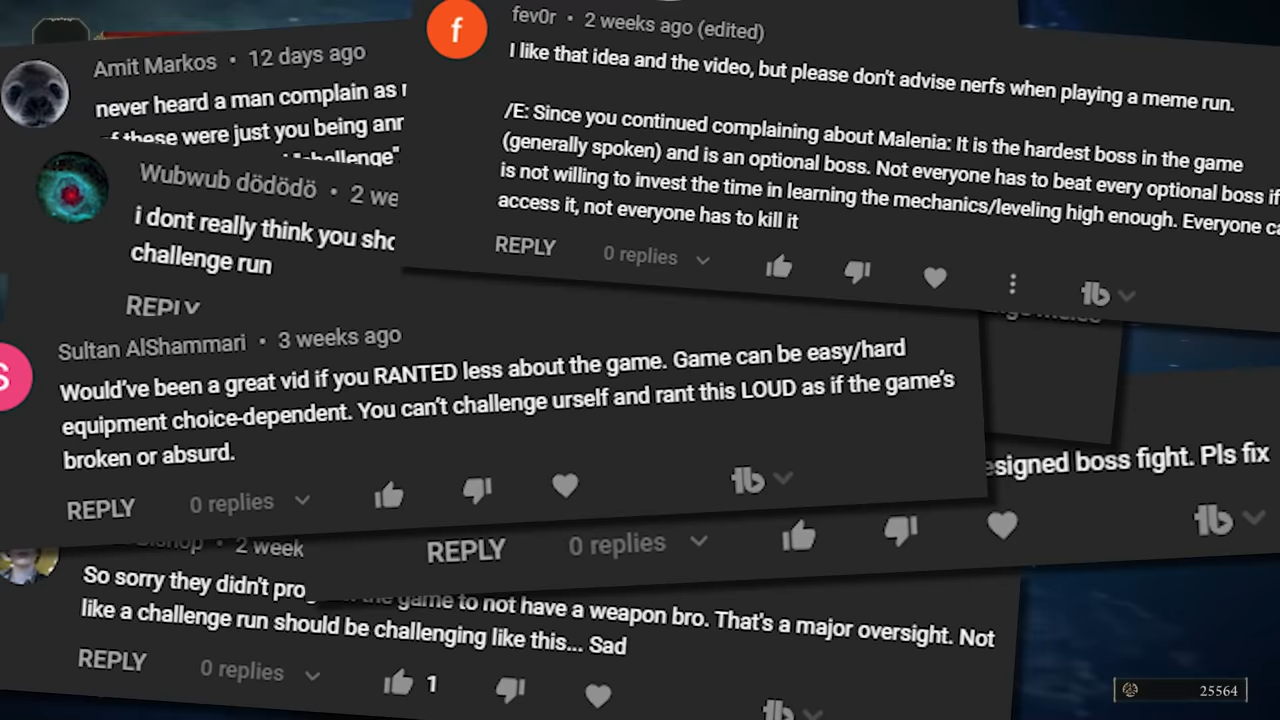 fev0r • 2 weeks ago (edited)
I like that idea and the video, but please don't advise nerfs when playing a meme run.
/E: Since you continued complaining about Malenia: It is the hardest boss in the game
(generally spoken) and is an optional boss. Not everyone has to beat every optional boss if
is not willing to invest the time in learning the mechanics/leveling high enough. Everyone
access it, not everyone has to kill it
REPLY 0 replies
Amit Markos • 12 days ago
never heard a man complain as
of these were just you being
"challenge"
Wubwub dödödö • 2
i dont really think you
challenge run
REPLY
Sultan AlShammari • 3 weeks ago
Would've been a great vid if you RANTED less about the game. Game can be easy/hard
equipment choice-dependent. You can't challenge urself and rant this LOUD as if the game's
broken or absurd.
REPLY 0 replies
boss fight. Pls fix
REPLY 0 replies
• 2 week
So sorry they didn't the game to not have a weapon bro. That's a major oversight. Not
like a challenge run should be challenging like this... Sad
REPLY 0 replies 1
25564